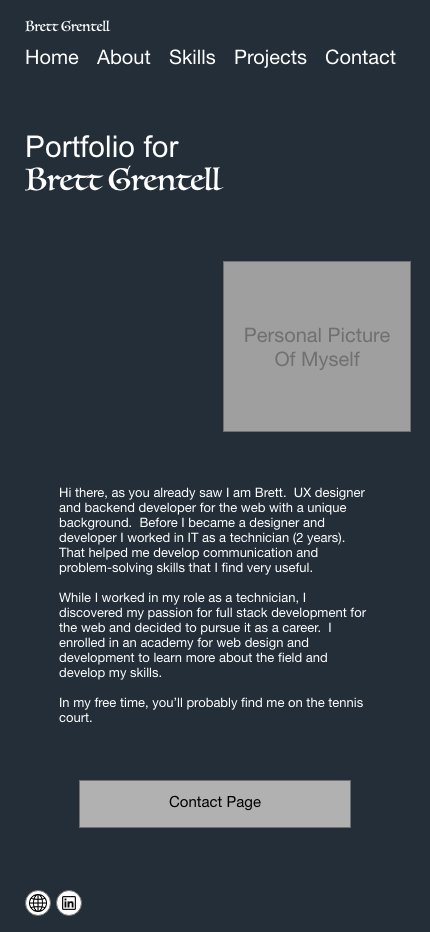 Brett Grentell
Home About Skills Projects Contact
Portfolio for
Brett Grentell
Personal Picture
Of Myself
Hi there, as you already saw I am Brett.  UX designer
and backend developer for the web with a unique
background.  Before I became a designer and
developer I worked in IT as a technician (2 years).
That helped me develop communication and
problem-solving skills that I find very useful.
While I worked in my role as a technician, I
discovered my passion for full stack development for
the web and decided to pursue it as a career.  I
enrolled in an academy for web design and
development to learn more about the field and
develop my skills.
In my free time, you’ll probably find me on the tennis
court.
Contact Page
in